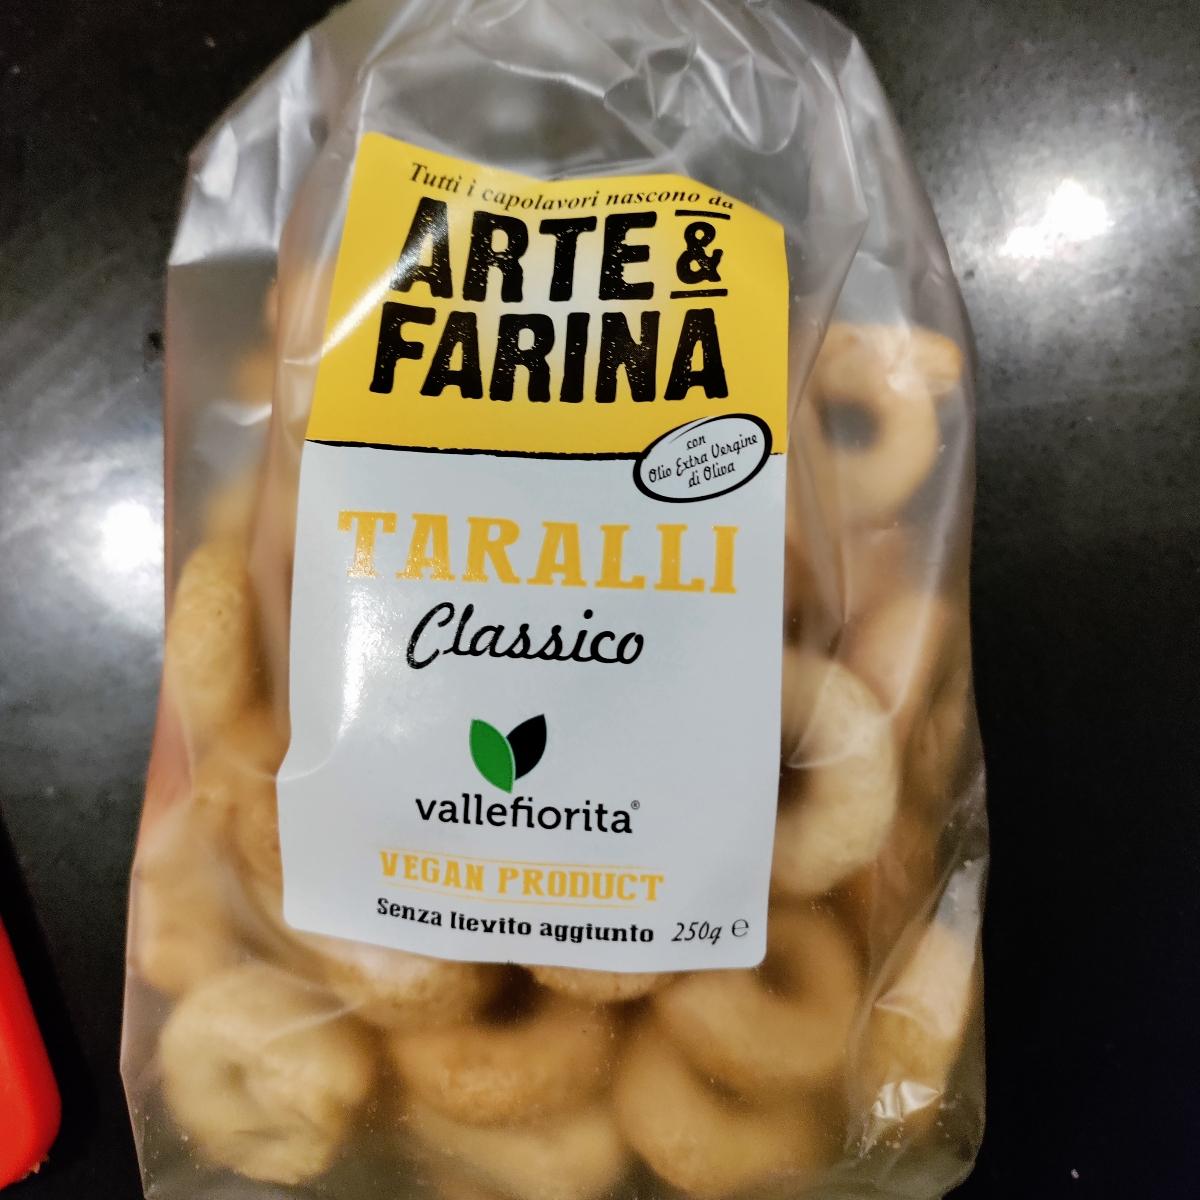 Tutti i capolavori nascono da
ARTE &
FARINA
con
Olio Extra Vergine
di Oliva
TARALLI
Classico
vallefiorita®
VEGAN PRODUCT
Senza lievito aggiunto 250g ℮